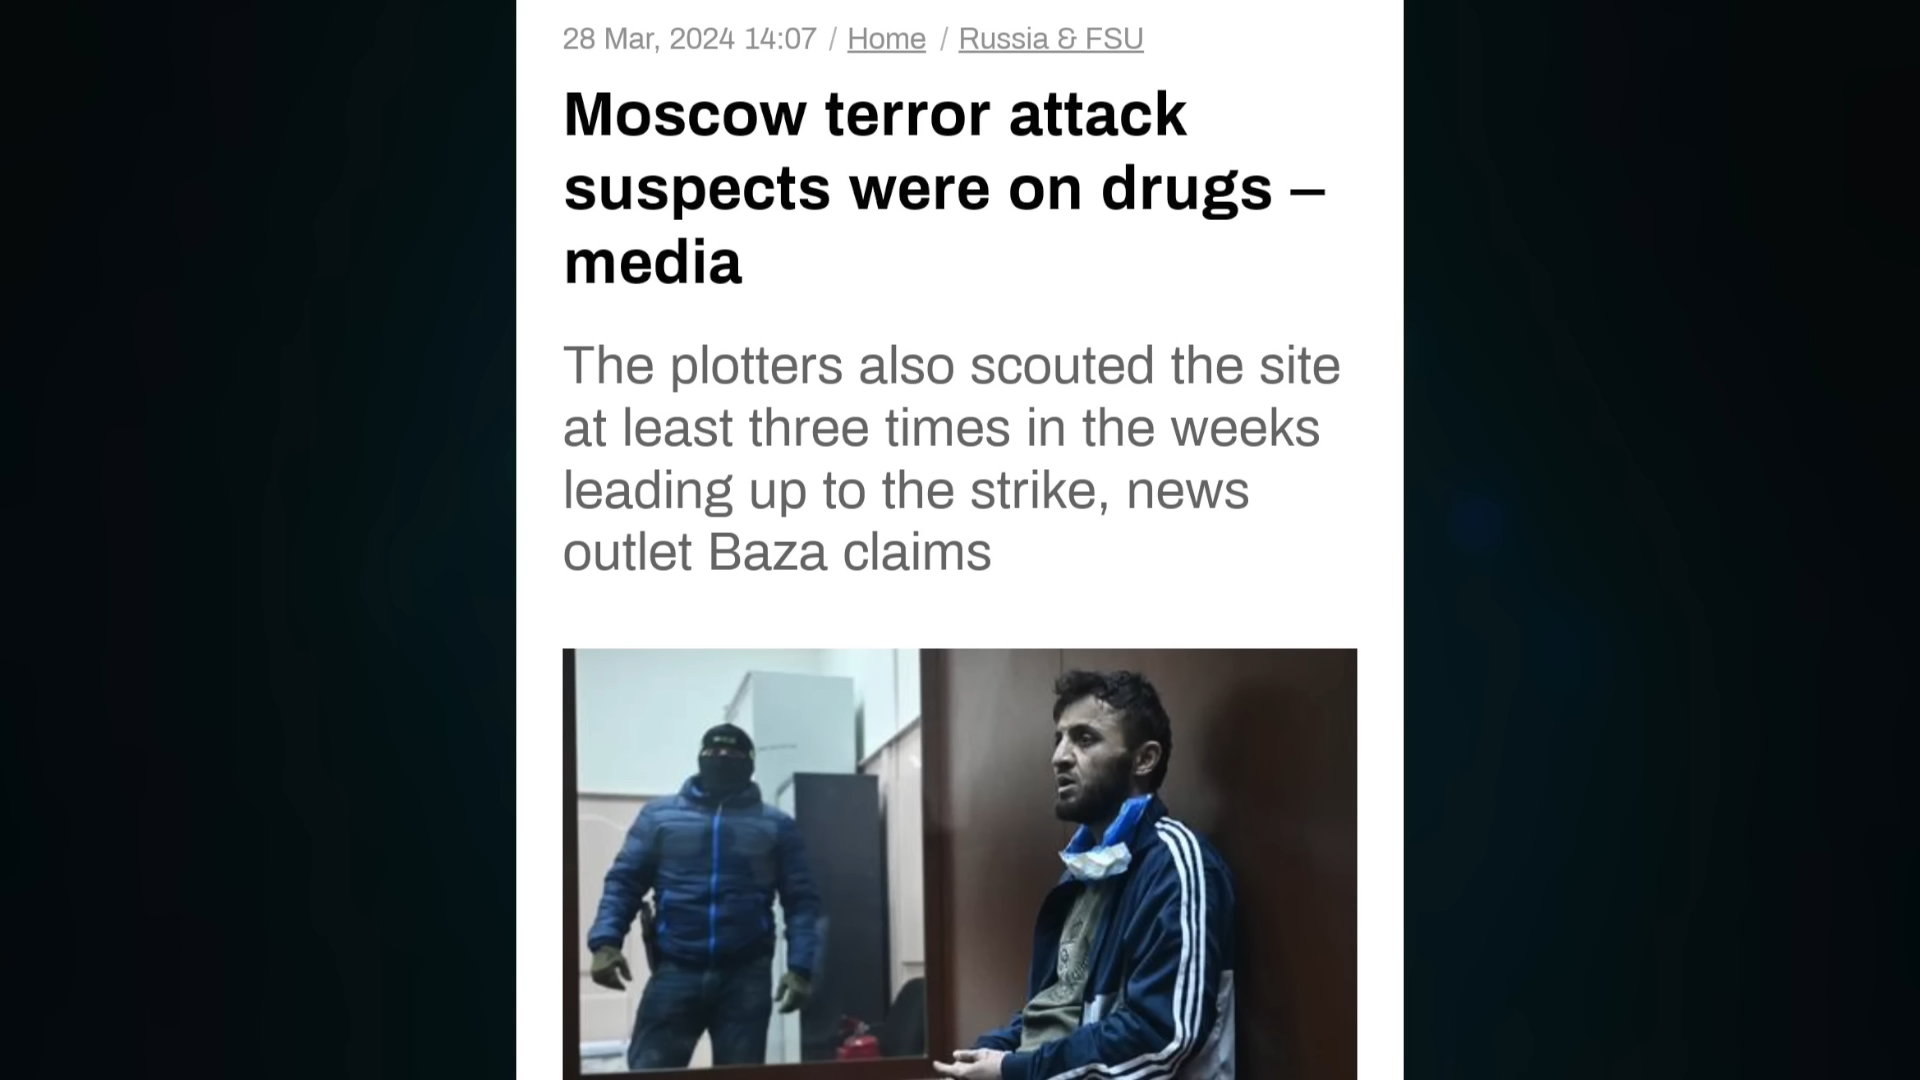 28 Mar, 2024 14:07 / Home / Russia & FSU
Moscow terror attack
suspects were on drugs –
media
The plotters also scouted the site
at least three times in the weeks
leading up to the strike, news
outlet Baza claims